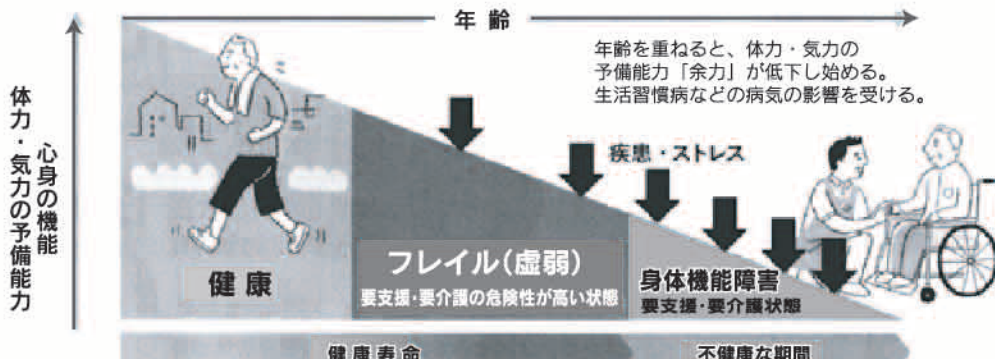 年齢
年齢を重ねると、体力・気力の
予備能力「余力」が低下し始める。
生活習慣病などの病気の影響を受ける。
心身の機能
体力・気力の予備能力
疾患・ストレス
健康
フレイル（虚弱）
要支援・要介護の危険性が高い状態
身体機能障害
要支援・要介護状態
健康寿命
不健康な期間